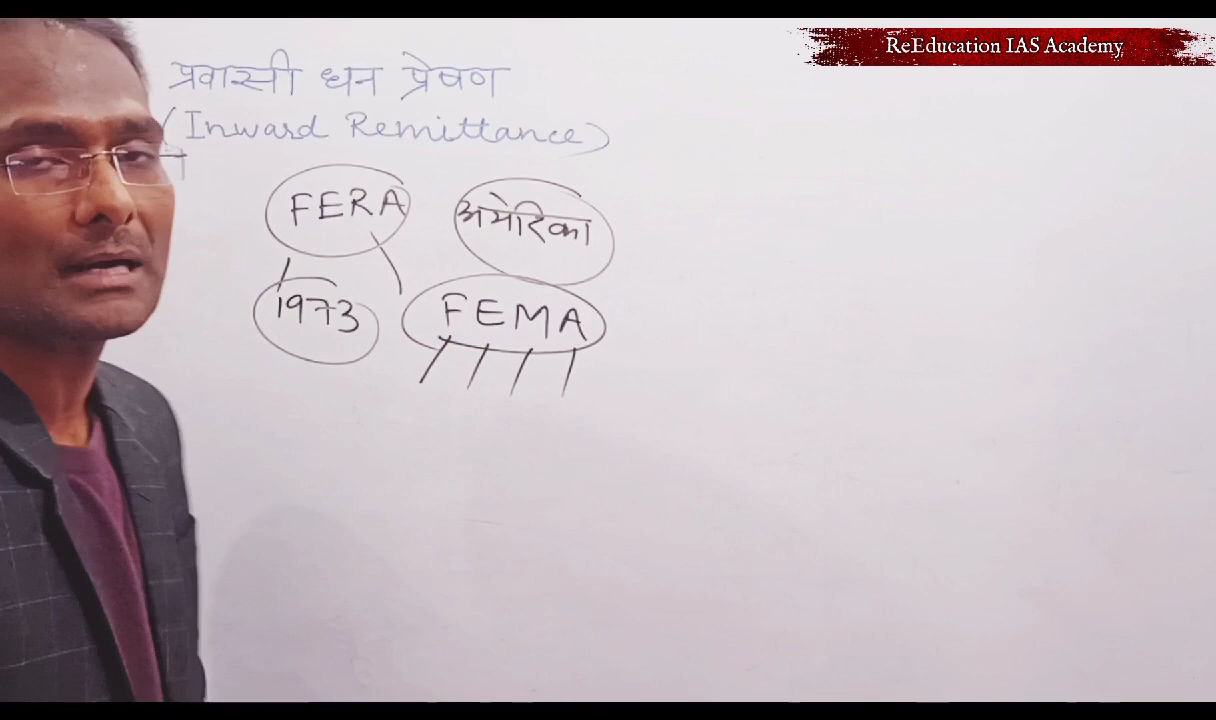 ReEducation IAS Academy
प्रवासी धन प्रेषण
(Inward Remittance)
FERA अमेरिका
1973 FEMA